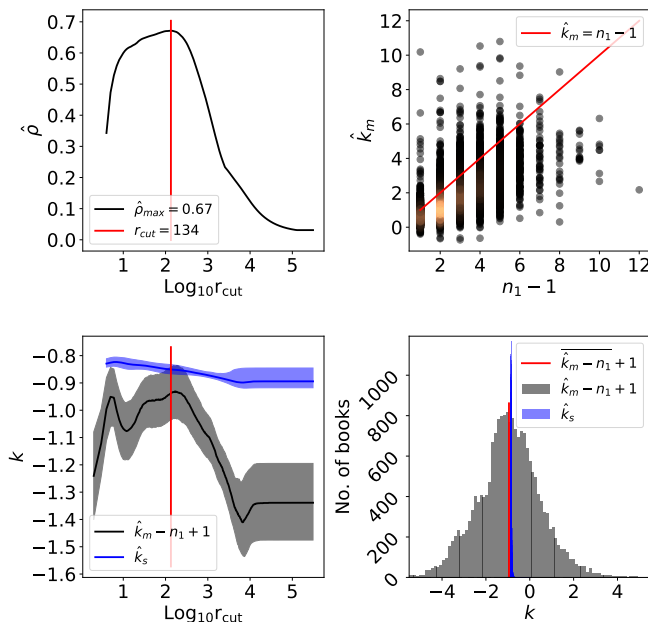 0.7
0.6
0.5
0.4
0.3
0.2
0.1
0.0
ρ̂
ρ̂max = 0.67
rcut = 134
1 2 3 4 5
Log10rcut
12
10
8
6
4
2
0
k̂m
k̂m = n1 − 1
2 4 6 8 10 12
n1 − 1
−0.8
−0.9
−1.0
−1.1
−1.2
−1.3
−1.4
−1.5
−1.6
k
k̂m − n1 + 1
k̂s
1 2 3 4 5
Log10rcut
1000
800
600
400
200
0
No. of books
k̂m − n1 + 1
k̂m − n1 + 1
k̂s
−4 −2 0 2 4
k